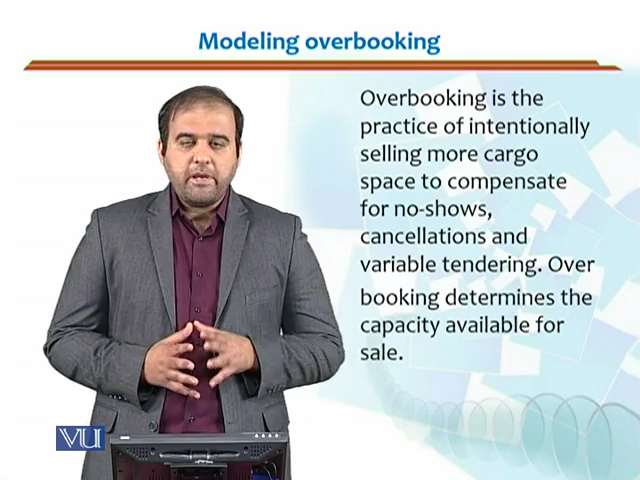 Modeling overbooking
Overbooking is the
practice of intentionally
selling more cargo
space to compensate
for no-shows,
cancellations and
variable tendering. Over
booking determines the
capacity available for
sale.
VU